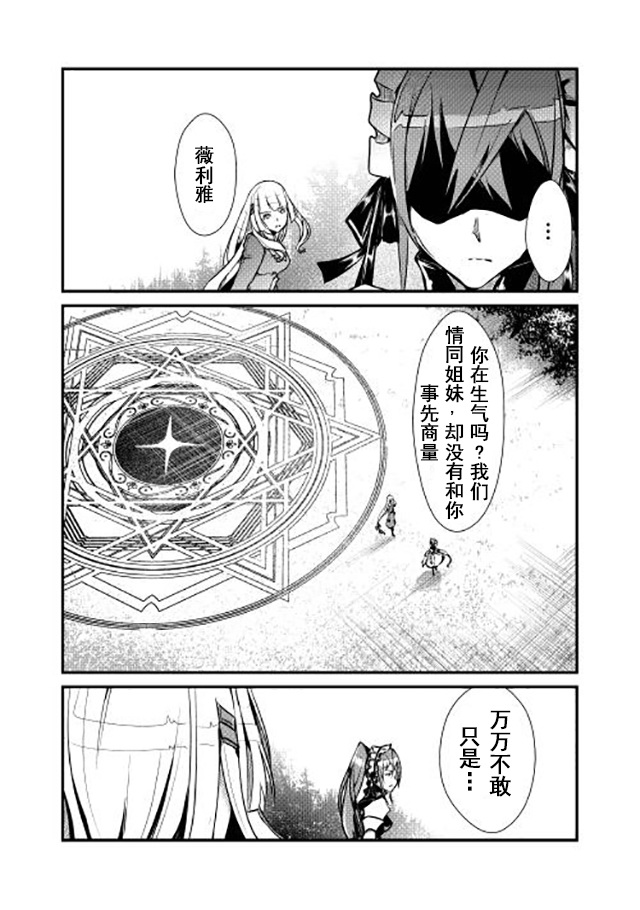 …
薇利雅
你在生气吗？我们
情同姐妹，却没有和你
事先商量
万万不敢
只是…